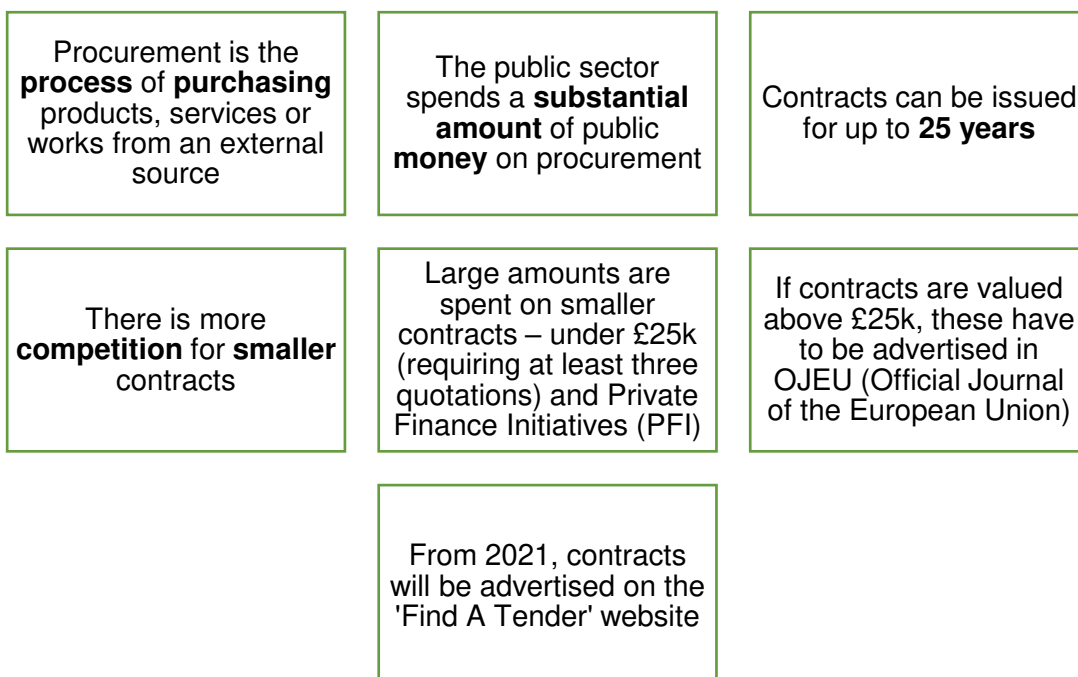 Procurement is the
process of purchasing
products, services or
works from an external
source
The public sector
spends a substantial
amount of public
money on procurement
Contracts can be issued
for up to 25 years
There is more
competition for smaller
contracts
Large amounts are
spent on smaller
contracts – under £25k
(requiring at least three
quotations) and Private
Finance Initiatives (PFI)
If contracts are valued
above £25k, these have
to be advertised in
OJEU (Official Journal
of the European Union)
From 2021, contracts
will be advertised on the
'Find A Tender' website